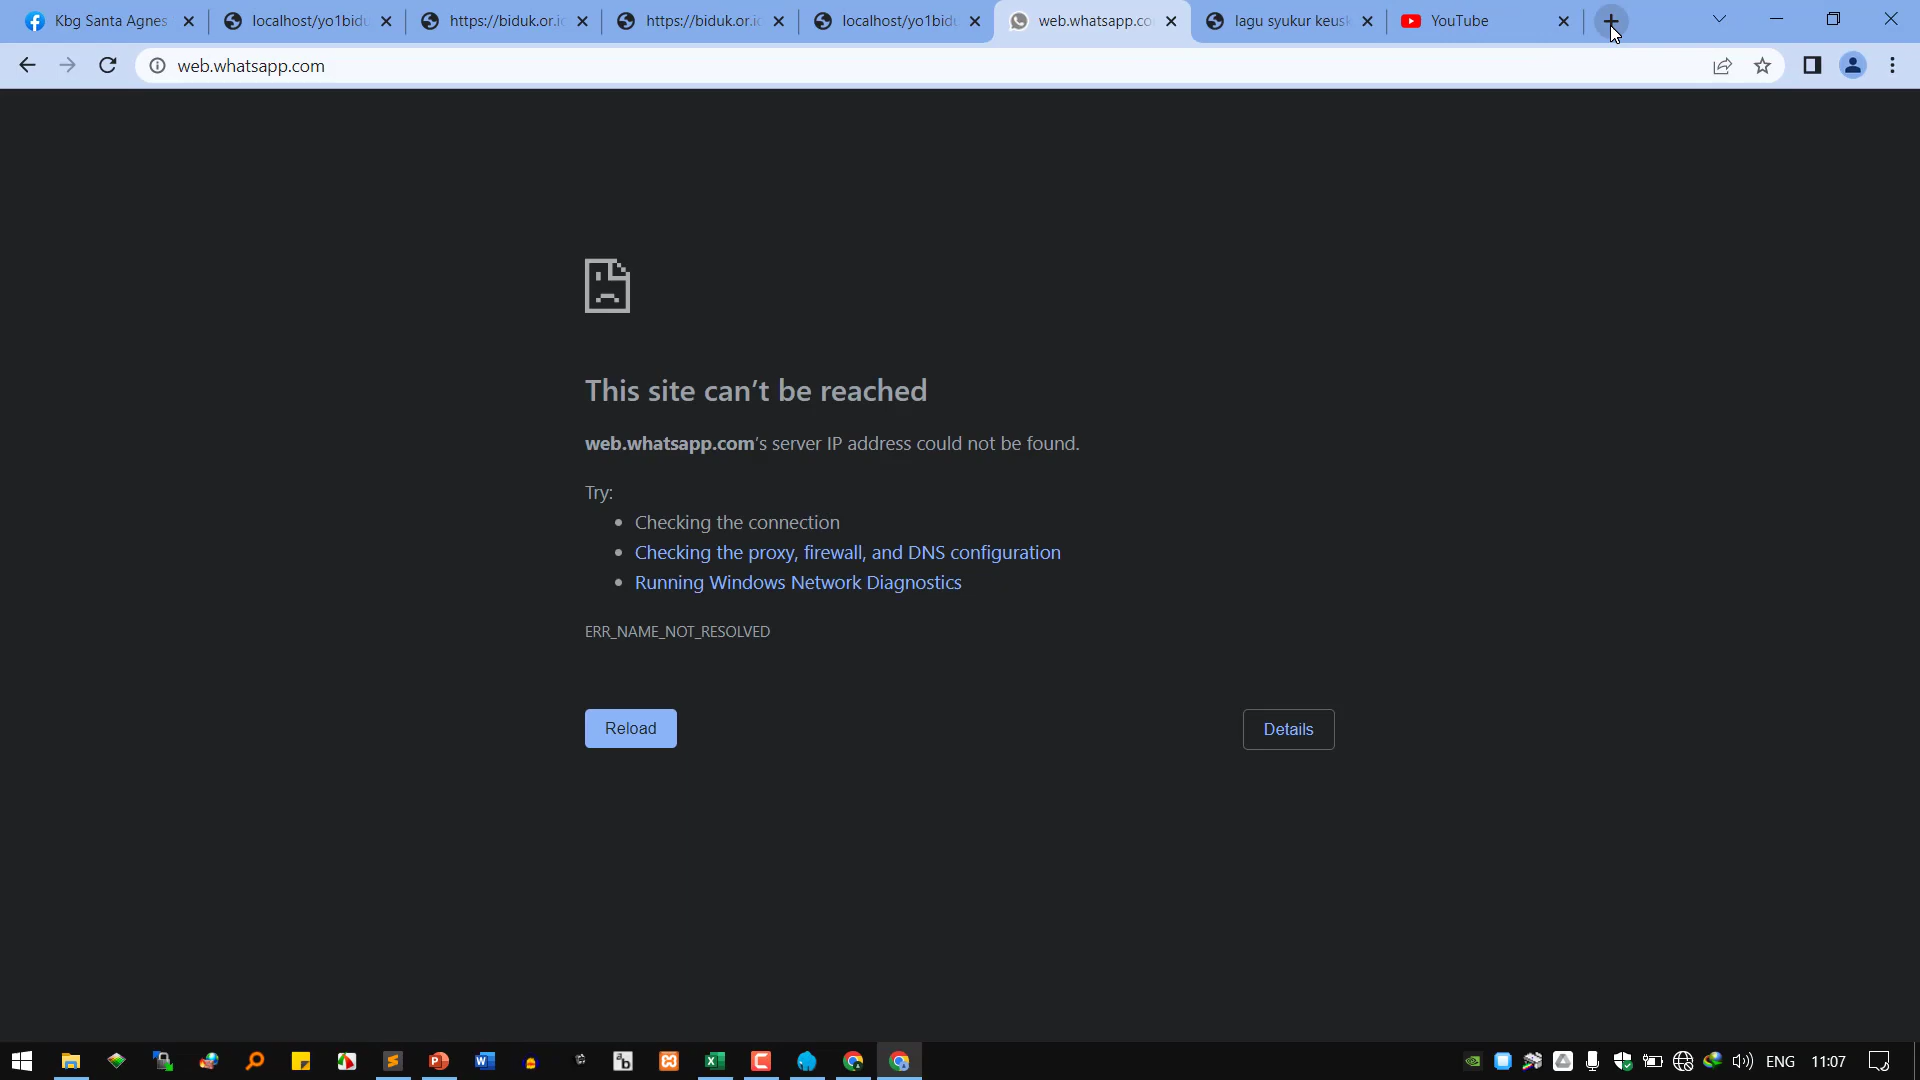 Kbg Santa Agnes
localhost/yo1bidu
https://biduk.or.id
https://biduk.or.id
localhost/yo1bidu
web.whatsapp.co
lagu syukur keusk
YouTube
web.whatsapp.com
This site can't be reached
web.whatsapp.com's server IP address could not be found.
Try:
Checking the connection
Checking the proxy, firewall, and DNS configuration
Running Windows Network Diagnostics
ERR_NAME_NOT_RESOLVED
Reload
Details
ENG
11:07